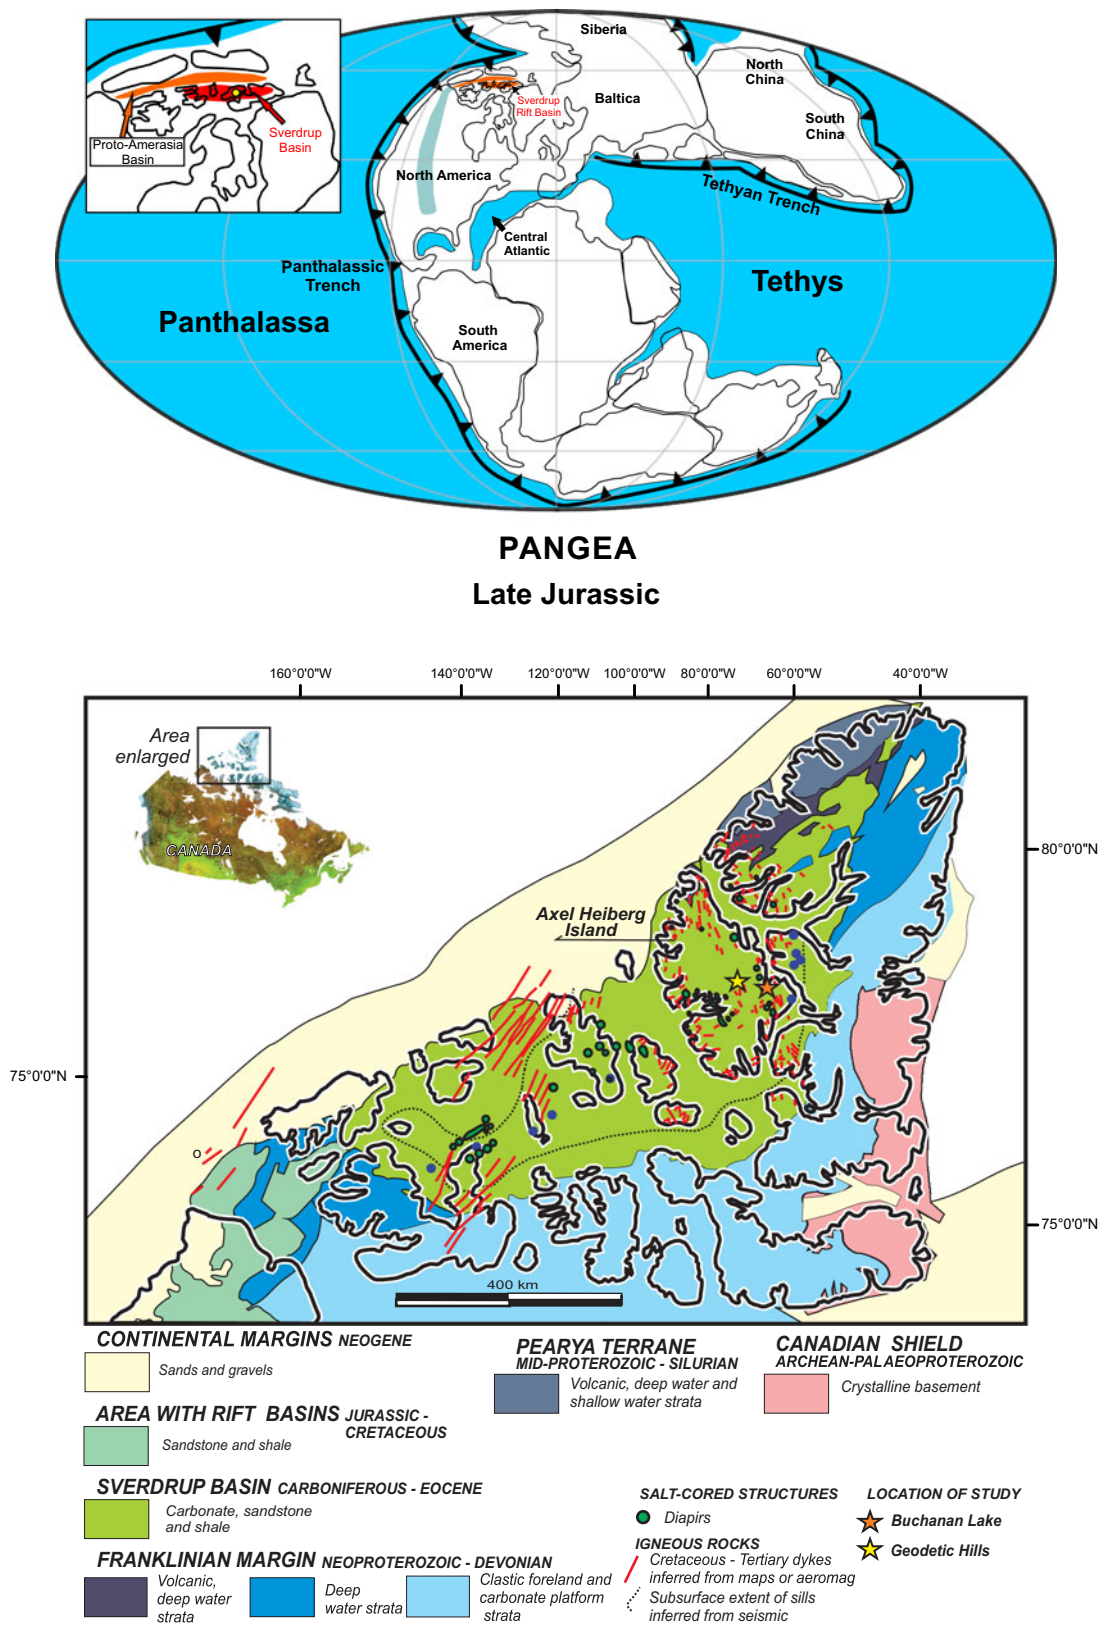 Siberia
North
China
South
China
Baltica
Sverdrup
Rift Basin
Proto-Amerasia
Basin
Sverdrup
Basin
North America
Tethyan Trench
Central
Atlantic
Panthalassic
Trench
Panthalassa
Tethys
South
America
PANGEA
Late Jurassic
160°0'0"W
140°0'0"W
120°0'0"W
100°0'0"W
80°0'0"W
60°0'0"W
40°0'0"W
Area
enlarged
CANADA
80°0'0"N
Axel Heiberg
Island
75°0'0"N
o
75°0'0"N
400 km
CONTINENTAL MARGINS NEOGENE
Sands and gravels
AREA WITH RIFT BASINS JURASSIC -
CRETACEOUS
Sandstone and shale
SVERDRUP BASIN CARBONIFEROUS - EOCENE
Carbonate, sandstone
and shale
FRANKLINIAN MARGIN NEOPROTEROZOIC - DEVONIAN
Volcanic,
deep water
strata
Deep
water strata
Clastic foreland and
carbonate platform
strata
PEARYA TERRANE
MID-PROTEROZOIC - SILURIAN
Volcanic, deep water and
shallow water strata
CANADIAN SHIELD
ARCHEAN-PALAEOPROTEROZOIC
Crystalline basement
SALT-CORED STRUCTURES
Diapirs
IGNEOUS ROCKS
Cretaceous - Tertiary dykes
inferred from maps or aeromag
Subsurface extent of sills
inferred from seismic
LOCATION OF STUDY
Buchanan Lake
Geodetic Hills